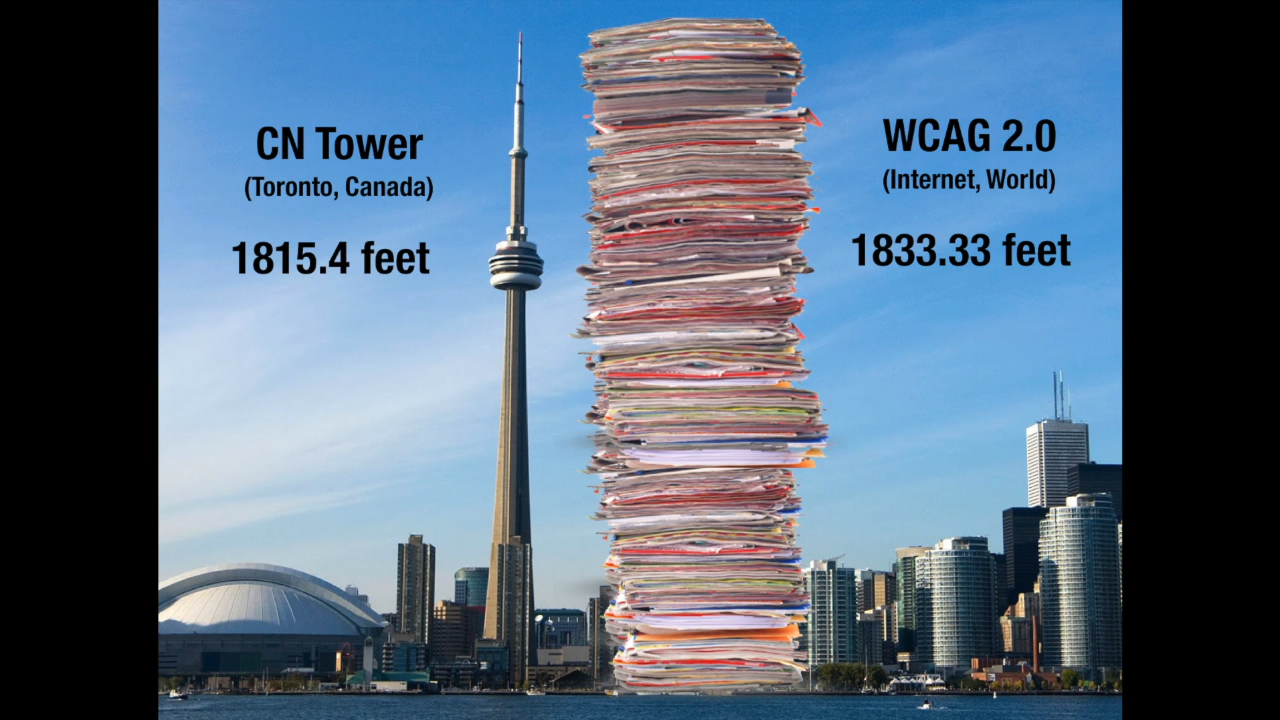 CN Tower
(Toronto, Canada)
1815.4 feet
WCAG 2.0
(Internet, World)
1833.33 feet